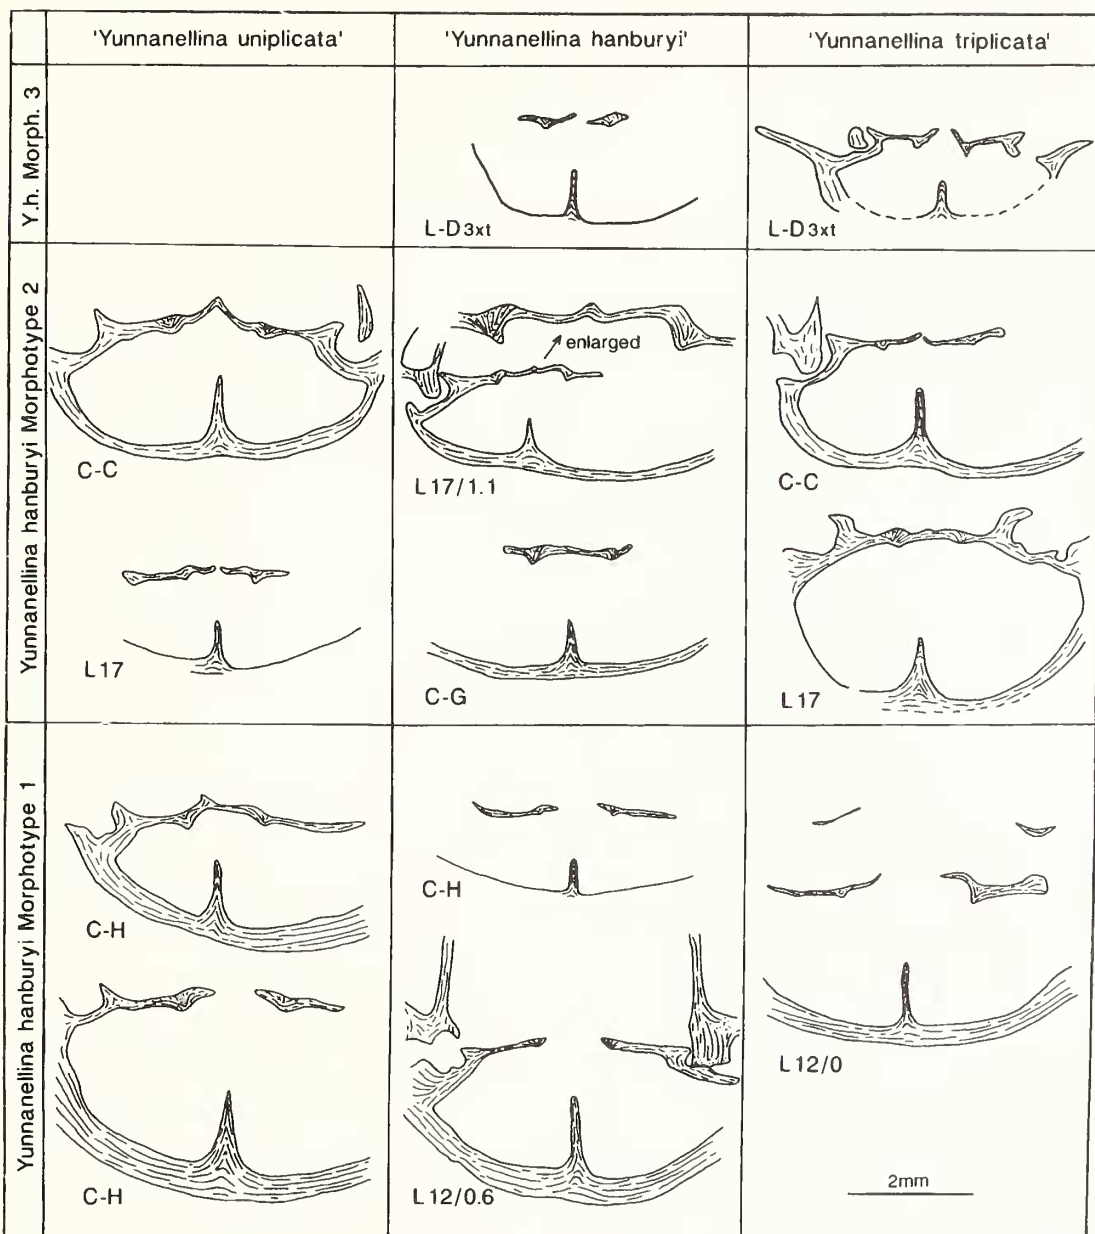 'Yunnanellina uniplicata'
'Yunnanellina hanburyi'
'Yunnanellina triplicata'
Y.h. Morph. 3
L-D3xt
L-D3xt
Yunnanellina hanburyi Morphotype 2
enlarged
C-C
L17/1.1
C-C
L17
C-G
L17
Yunnanellina hanburyi Morphotype 1
C-H
C-H
L12/0
C-H
L12/0.6
2mm